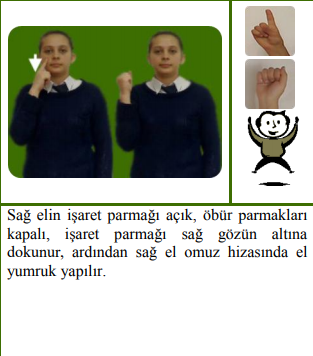 Sağ elin işaret parmağı açık, öbür parmakları
kapalı, işaret parmağı sağ gözün altına
dokunur, ardından sağ el omuz hizasında el
yumruk yapılır.